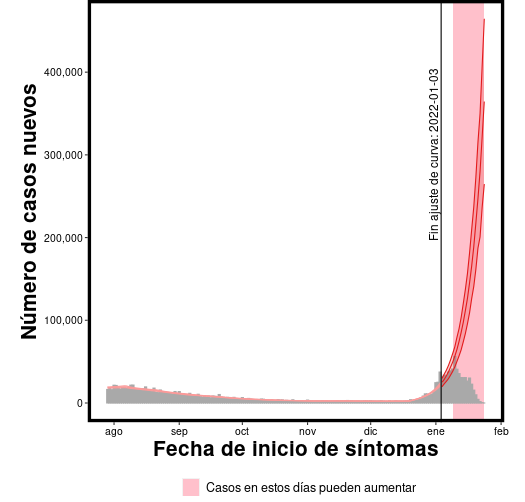 Número de casos nuevos
400,000
300,000
200,000
100,000
0
Fin ajuste de curva: 2022-01-03
ago sep oct nov dic ene feb
Fecha de inicio de síntomas
Casos en estos días pueden aumentar